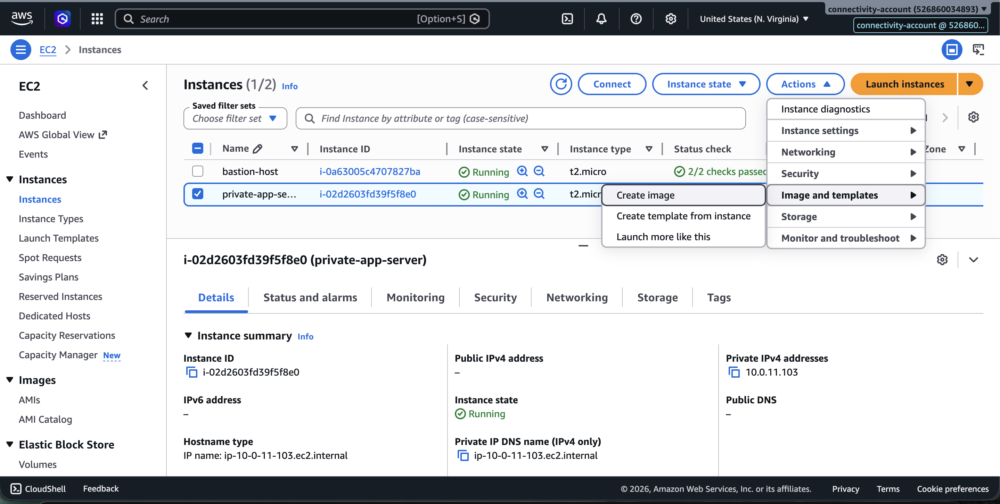 aws
Search
[Option+S]
United States (N. Virginia)
connectivity-account (526860034893)
connectivity-account @ 526860...
EC2
Instances
EC2
Dashboard
AWS Global View
Events
Instances
Instances
Instance Types
Launch Templates
Spot Requests
Savings Plans
Reserved Instances
Dedicated Hosts
Capacity Reservations
Capacity Manager New
Images
AMIs
AMI Catalog
Elastic Block Store
Volumes
Instances (1/2) Info
Connect
Instance state
Actions
Launch instances
Saved filter sets
Choose filter set
Find Instance by attribute or tag (case-sensitive)
Name
Instance ID
Instance state
Instance type
Status check
Zone
bastion-host
i-0a63005c4707827ba
Running
t2.micro
2/2 checks passed
private-app-se...
i-02d2603fd39f5f8e0
Running
t2.micr
Instance diagnostics
Instance settings
Networking
Security
Image and templates
Storage
Monitor and troubleshoot
Create image
Create template from instance
Launch more like this
i-02d2603fd39f5f8e0 (private-app-server)
Details
Status and alarms
Monitoring
Security
Networking
Storage
Tags
Instance summary Info
Instance ID
i-02d2603fd39f5f8e0
Public IPv4 address
–
Private IPv4 addresses
10.0.11.103
IPv6 address
–
Instance state
Running
Public DNS
–
Hostname type
IP name: ip-10-0-11-103.ec2.internal
Private IP DNS name (IPv4 only)
ip-10-0-11-103.ec2.internal
CloudShell
Feedback
© 2026, Amazon Web Services, Inc. or its affiliates.
Privacy
Terms
Cookie preferences